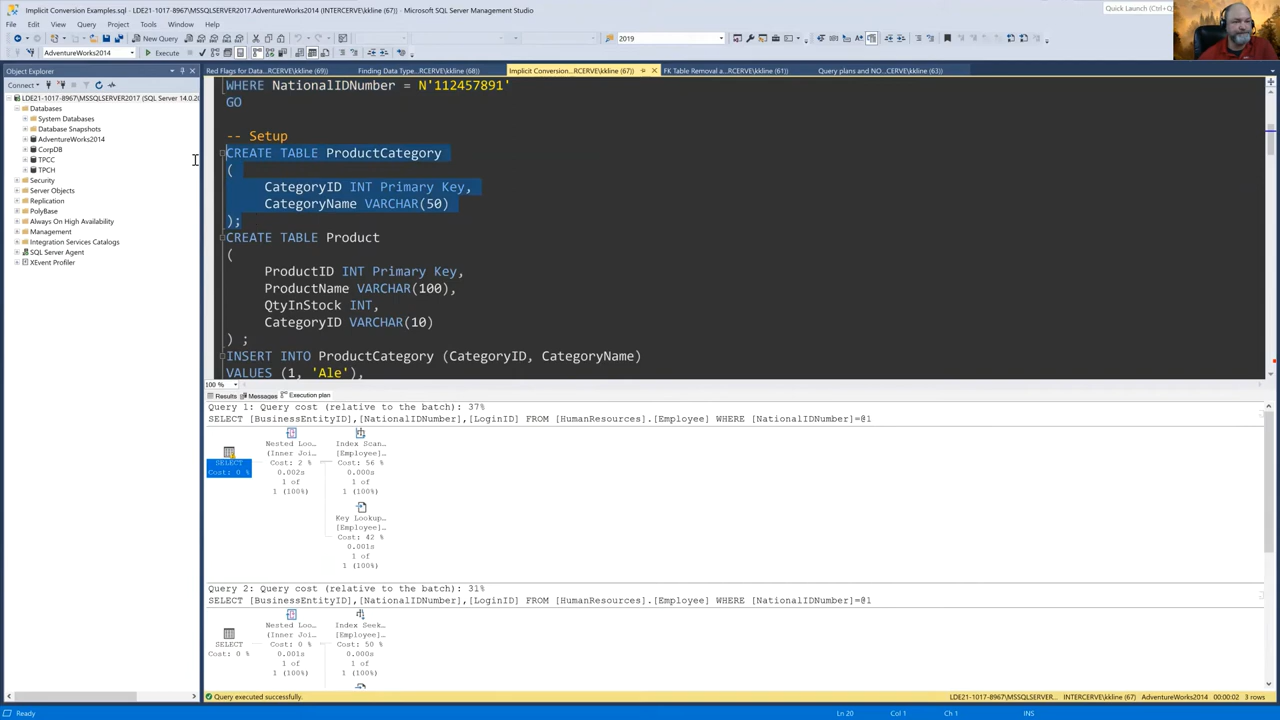 Implicit Conversion Examples.sql - LDE21-1017-8967\MSSQLSERVER2017.AdventureWorks2014 (INTERCERVE\kkline (67)) - Microsoft SQL Server Management Studio
Quick Launch (Ctrl+Q)
File Edit View Query Project Tools Window Help
New Query
2019
AdventureWorks2014 Execute
Object Explorer
Red Flags for Data...RCERVE\kkline (69))
Finding Data Type...RCERVE\kkline (68))
Implicit Conversion...RCERVE\kkline (67))
FK Table Removal a...RCERVE\kkline (61))
Query plans and NO...RCERVE\kkline (63))
Connect
LDE21-1017-8967\MSSQLSERVER2017 (SQL Server 14.0.20
Databases
System Databases
Database Snapshots
AdventureWorks2014
CorpDB
TPCC
TPCH
Security
Server Objects
Replication
PolyBase
Always On High Availability
Management
Integration Services Catalogs
SQL Server Agent
XEvent Profiler
WHERE NationalIDNumber = N'112457891'
GO
-- Setup
CREATE TABLE ProductCategory
(
CategoryID INT Primary Key,
CategoryName VARCHAR(50)
);
CREATE TABLE Product
(
ProductID INT Primary Key,
ProductName VARCHAR(100),
QtyInStock INT,
CategoryID VARCHAR(10)
) ;
INSERT INTO ProductCategory (CategoryID, CategoryName)
VALUES (1, 'Ale'),
100 %
Results Messages Execution plan
Query 1: Query cost (relative to the batch): 37%
SELECT [BusinessEntityID],[NationalIDNumber],[LoginID] FROM [HumanResources].[Employee] WHERE [NationalIDNumber]=@1
SELECT
Cost: 0 %
Nested Loo...
(Inner Joi...
Cost: 2 %
0.002s
1 of
1 (100%)
Index Scan...
[Employee]...
Cost: 56 %
0.000s
1 of
1 (100%)
Key Lookup...
[Employee]...
Cost: 42 %
0.001s
1 of
1 (100%)
Query 2: Query cost (relative to the batch): 31%
SELECT [BusinessEntityID],[NationalIDNumber],[LoginID] FROM [HumanResources].[Employee] WHERE [NationalIDNumber]=@1
SELECT
Cost: 0 %
Nested Loo...
(Inner Joi...
Cost: 0 %
0.001s
1 of
1 (100%)
Index Seek...
[Employee]...
Cost: 50 %
0.000s
1 of
1 (100%)
Query executed successfully.
LDE21-1017-8967\MSSQLSERVER... INTERCERVE\kkline (67) AdventureWorks2014 00:00:02 3 rows
Ready
Ln 20 Col 1 Ch 1 INS